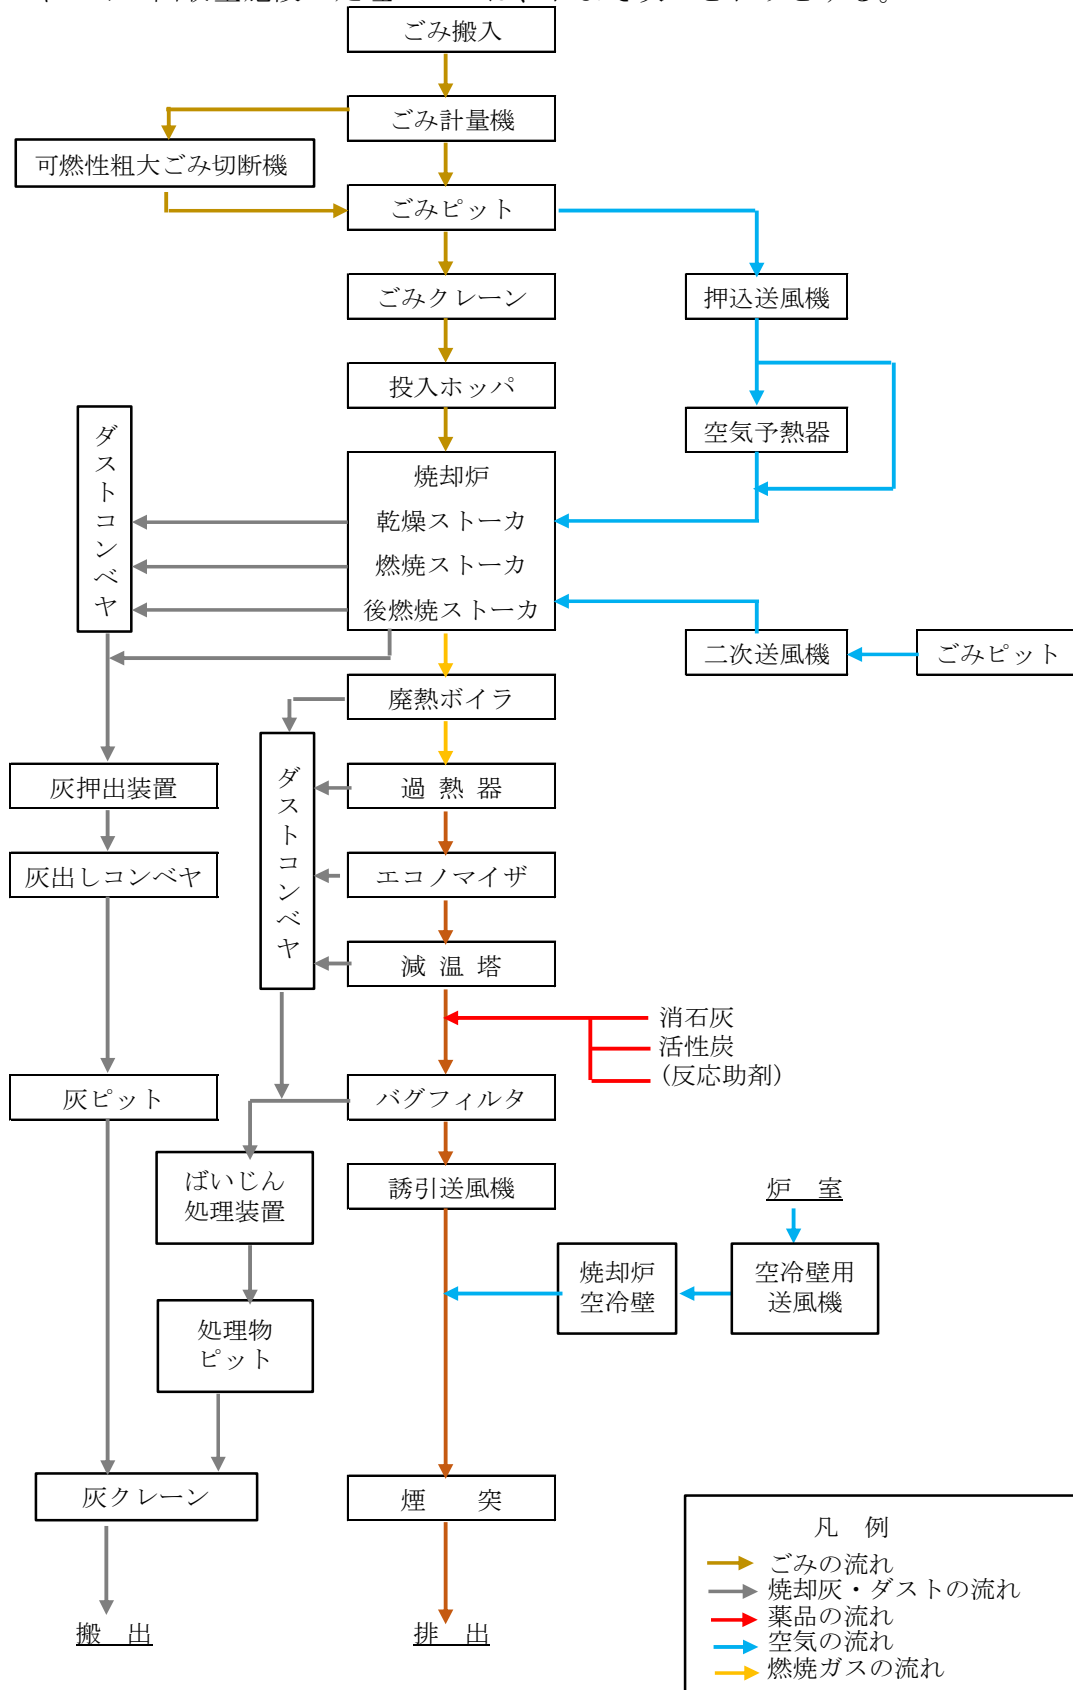 ごみ搬入
ごみ計量機
可燃性粗大ごみ切断機
ごみピット
ごみクレーン
押込送風機
投入ホッパ
空気予熱器
ダストコンベヤ
焼却炉
乾燥ストーカ
燃焼ストーカ
後燃焼ストーカ
二次送風機
ごみピット
廃熱ボイラ
ダストコンベヤ
灰押出装置
過 熱 器
灰出しコンベヤ
エコノマイザ
減 温 塔
消石灰
活性炭
(反応助剤)
灰ピット
バグフィルタ
ばいじん
処理装置
誘引送風機
炉 室
焼却炉
空冷壁
空冷壁用
送風機
処理物
ピット
灰クレーン
煙 突
凡 例
ごみの流れ
焼却灰・ダストの流れ
薬品の流れ
空気の流れ
燃焼ガスの流れ
搬 出
排 出